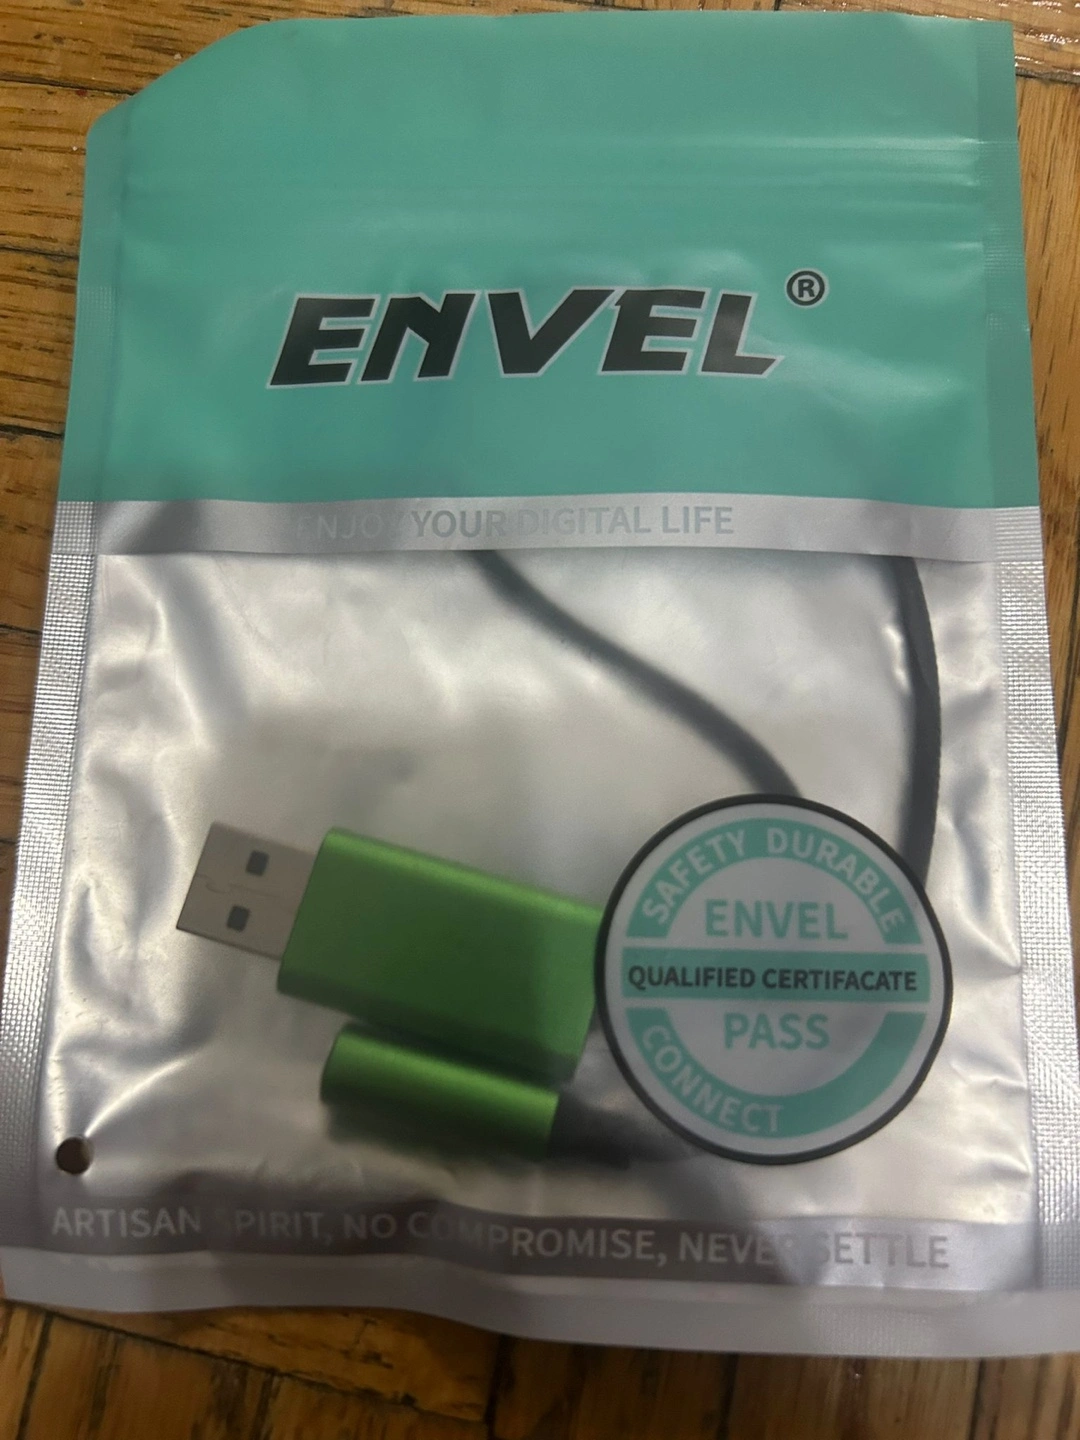 ENVEL®
ENJOY YOUR DIGITAL LIFE
SAFETY DURABLE
ENVEL
QUALIFIED CERTIFACATE
PASS
CONNECT
ARTISAN SPIRIT, NO COMPROMISE, NEVER SETTLE